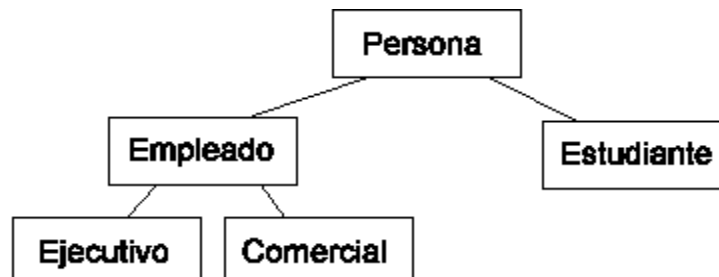 Persona
Empleado
Estudiante
Ejecutivo
Comercial